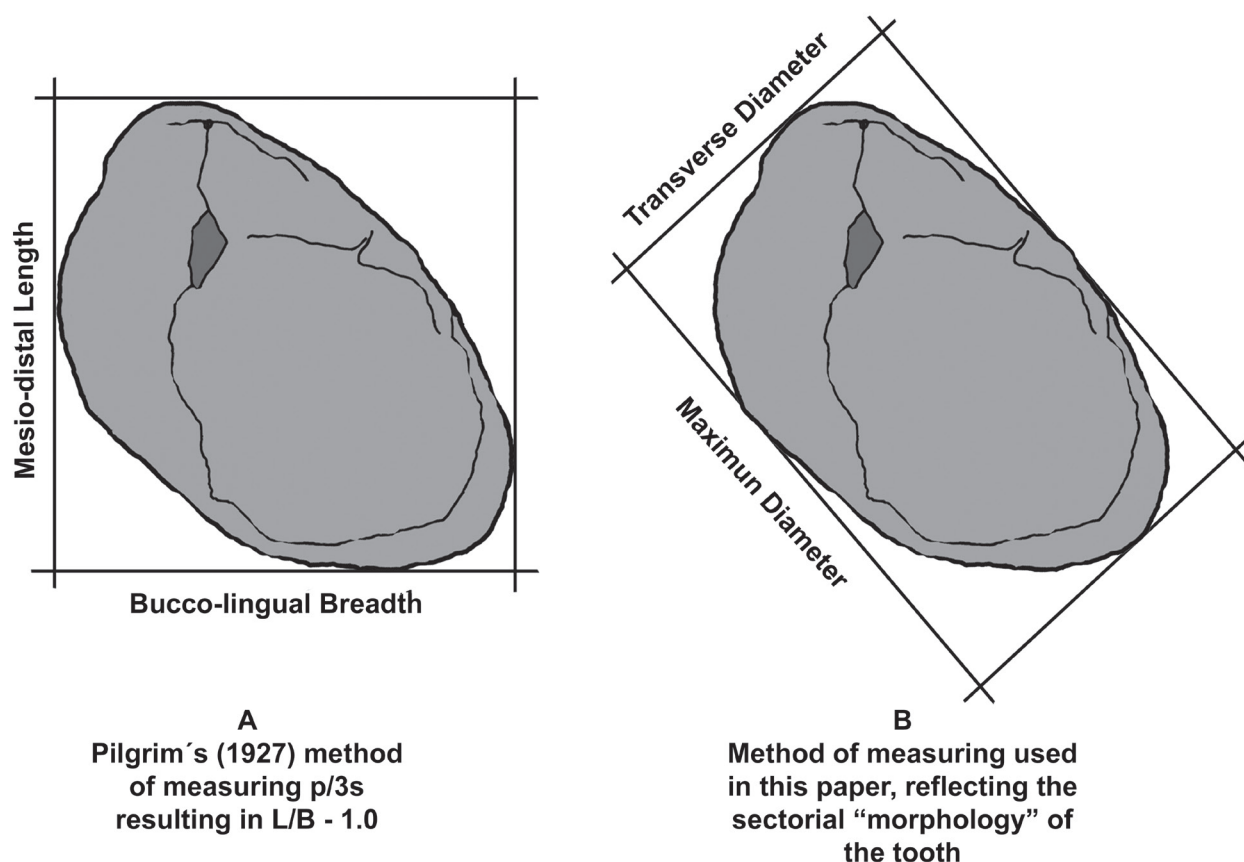 Mesio-distal Length
Bucco-lingual Breadth
A
Pilgrim´s (1927) method
of measuring p/3s
resulting in L/B - 1.0
Transverse Diameter
Maximun Diameter
B
Method of measuring used
in this paper, reflecting the
sectorial “morphology” of
the tooth